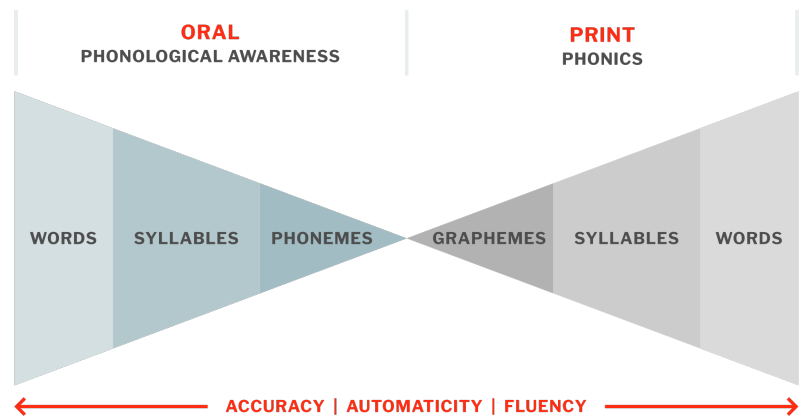 ORAL
PHONOLOGICAL AWARENESS
PRINT
PHONICS
WORDS SYLLABLES PHONEMES GRAPHEMES SYLLABLES WORDS
ACCURACY | AUTOMATICITY | FLUENCY